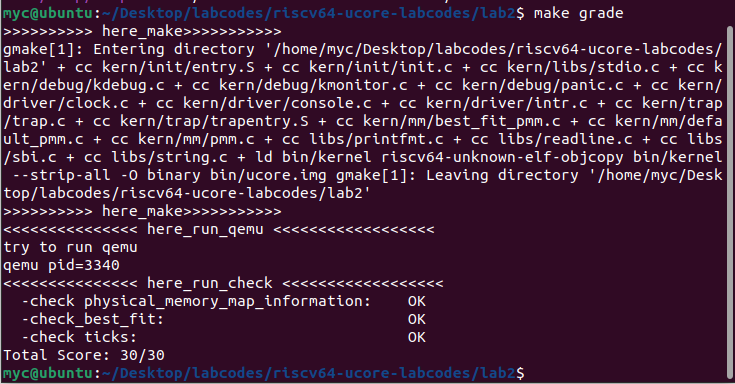 myc@ubuntu:~/Desktop/labcodes/riscv64-ucore-labcodes/lab2$ make grade
>>>>>>>>>> here_make>>>>>>>>>>>
gmake[1]: Entering directory '/home/myc/Desktop/labcodes/riscv64-ucore-labcodes/
lab2' + cc kern/init/entry.S + cc kern/init/init.c + cc kern/libs/stdio.c + cc k
ern/debug/kdebug.c + cc kern/debug/kmonitor.c + cc kern/debug/panic.c + cc kern/
driver/clock.c + cc kern/driver/console.c + cc kern/driver/intr.c + cc kern/trap
/trap.c + cc kern/trap/trapentry.S + cc kern/mm/best_fit_pmm.c + cc kern/mm/defa
ult_pmm.c + cc kern/mm/pmm.c + cc libs/printfmt.c + cc libs/readline.c + cc libs
/sbi.c + cc libs/string.c + ld bin/kernel riscv64-unknown-elf-objcopy bin/kernel
 --strip-all -O binary bin/ucore.img gmake[1]: Leaving directory '/home/myc/Desk
top/labcodes/riscv64-ucore-labcodes/lab2'
>>>>>>>>>> here_make>>>>>>>>>>>
<<<<<<<<<<<<<<< here_run_qemu <<<<<<<<<<<<<<<<<<
try to run qemu
qemu pid=3340
<<<<<<<<<<<<<<< here_run_check <<<<<<<<<<<<<<<<<<
  -check physical_memory_map_information:    OK
  -check_best_fit:                           OK
  -check ticks:                              OK
Total Score: 30/30
myc@ubuntu:~/Desktop/labcodes/riscv64-ucore-labcodes/lab2$